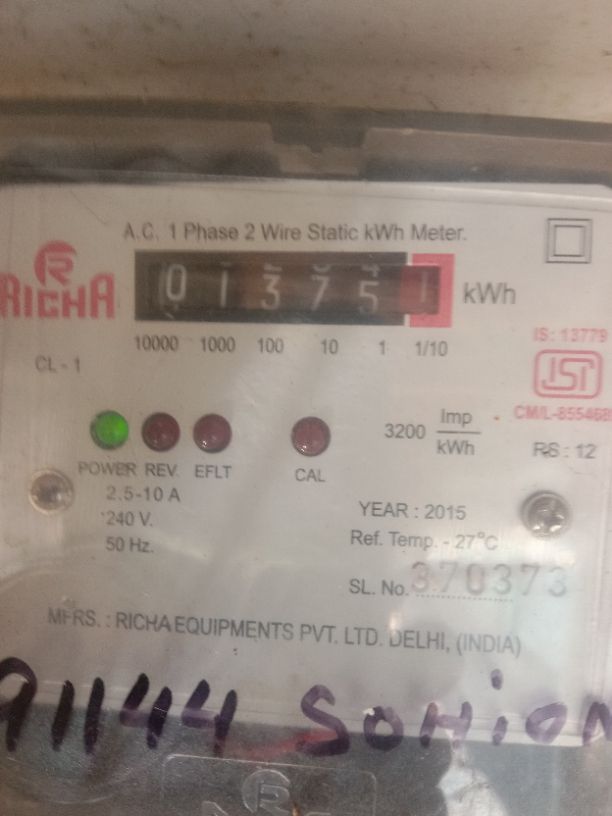 A.C. 1 Phase 2 Wire Static kWh Meter.
R
RICHA
0 1 3 7 5 1 kWh
10000 1000 100 10 1 1/10
CL - 1
IS: 13779
ISI
3200 Imp/kWh
RS: 12
POWER REV. EFLT CAL
2.5-10 A
240 V.
50 Hz.
YEAR : 2015
Ref. Temp. - 27°C
SL. No. 370373
MFRS. : RICHA EQUIPMENTS PVT. LTD. DELHI, (INDIA)
91144 SOHION
R